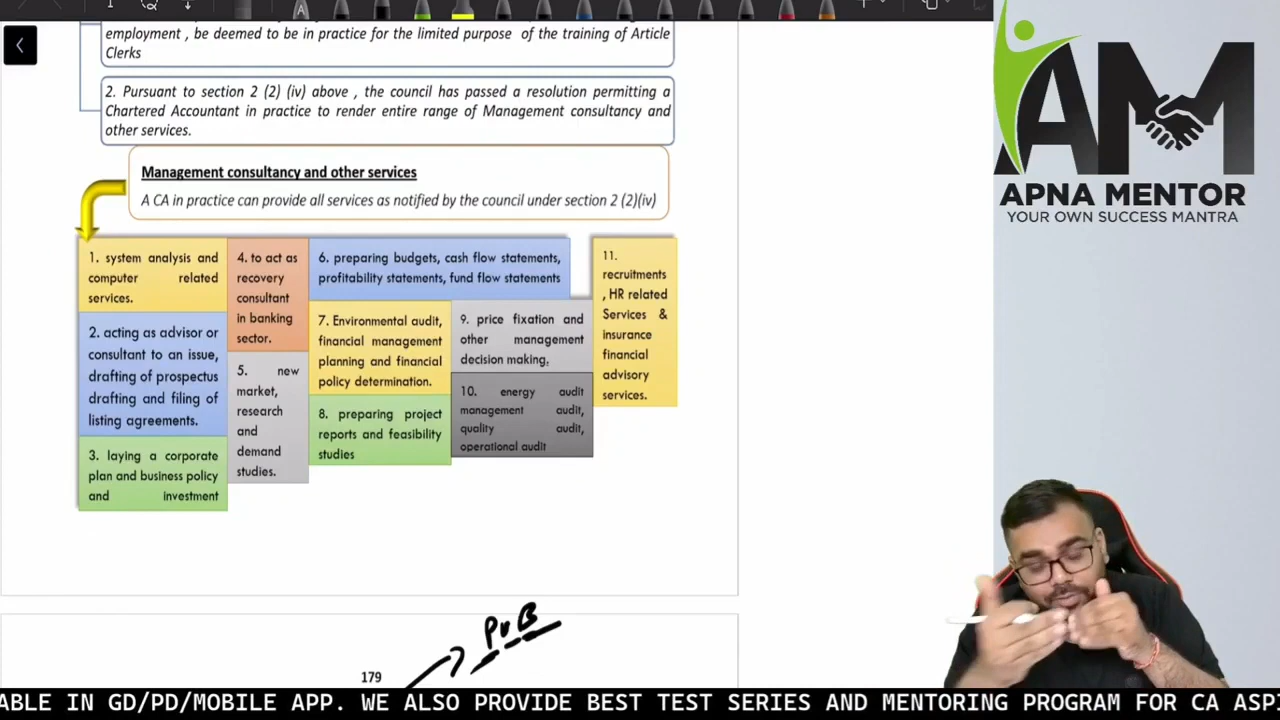 employment , be deemed to be in practice for the limited purpose of the training of Article
Clerks
2. Pursuant to section 2 (2) (iv) above , the council has passed a resolution permitting a
Chartered Accountant in practice to render entire range of Management consultancy and
other services.
Management consultancy and other services
A CA in practice can provide all services as notified by the council under section 2 (2)(iv)
1. system analysis and
computer related
services.
2. acting as advisor or
consultant to an issue,
drafting of prospectus
drafting and filing of
listing agreements.
3. laying a corporate
plan and business policy
and investment
4. to act as
recovery
consultant
in banking
sector.
5. new
market,
research
and
demand
studies.
6. preparing budgets, cash flow statements,
profitability statements, fund flow statements
7. Environmental audit,
financial management
planning and financial
policy determination.
8. preparing project
reports and feasibility
studies
9. price fixation and
other management
decision making.
10. energy audit
management audit,
quality audit,
operational audit
11.
recruitments
, HR related
Services &
insurance
financial
advisory
services.
179
AM
APNA MENTOR
YOUR OWN SUCCESS MANTRA
ABLE IN GD/PD/MOBILE APP. WE ALSO PROVIDE BEST TEST SERIES AND MENTORING PROGRAM FOR CA